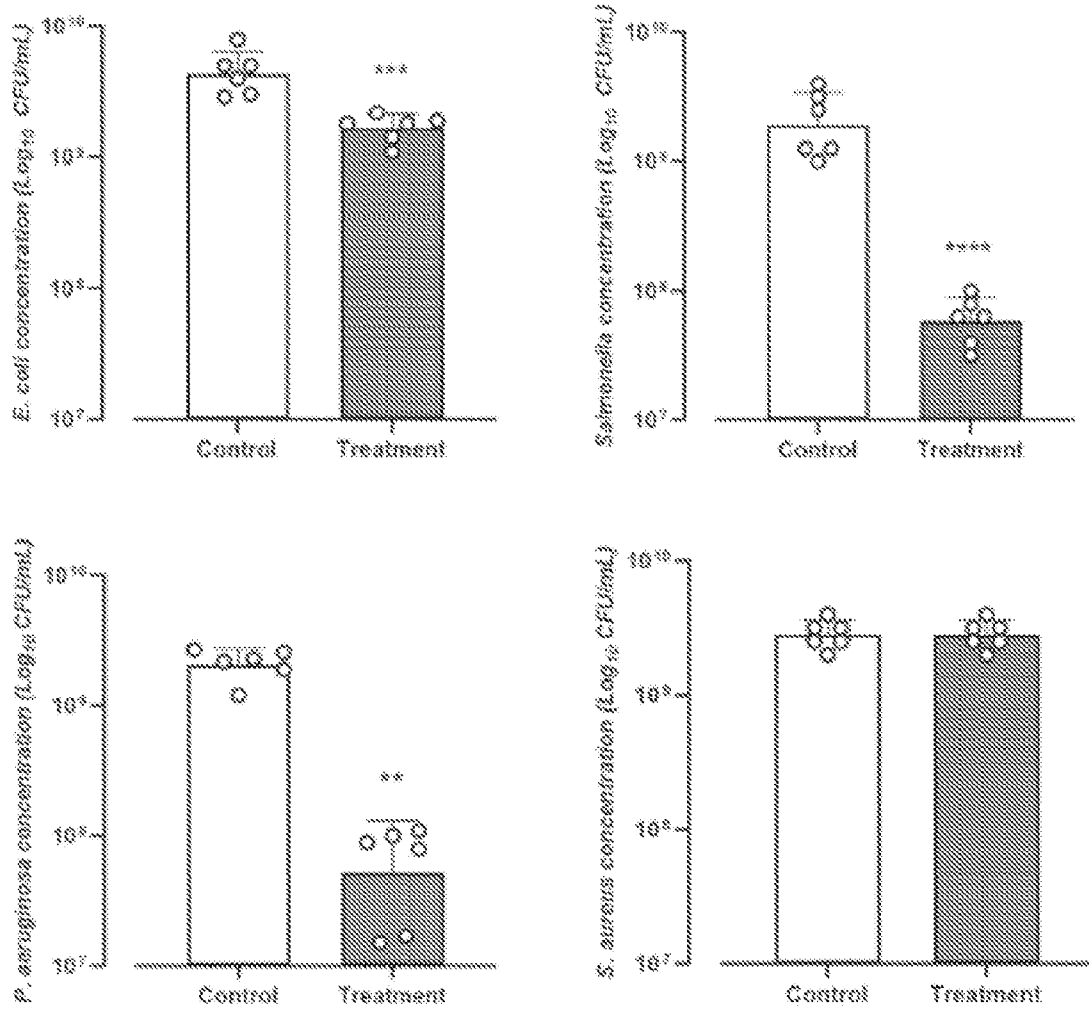 E. coli concentration (Log₁₀ CFU/mL)
10¹⁰
10⁹
10⁸
10⁷
***
Control
Treatment
Salmonella concentration (Log₁₀ CFU/mL)
10¹⁰
10⁹
10⁸
10⁷
****
Control
Treatment
P. aeruginosa concentration (Log₁₀ CFU/mL)
10¹⁰
10⁹
10⁸
10⁷
**
Control
Treatment
S. aureus concentration (Log₁₀ CFU/mL)
10¹⁰
10⁹
10⁸
10⁷
Control
Treatment